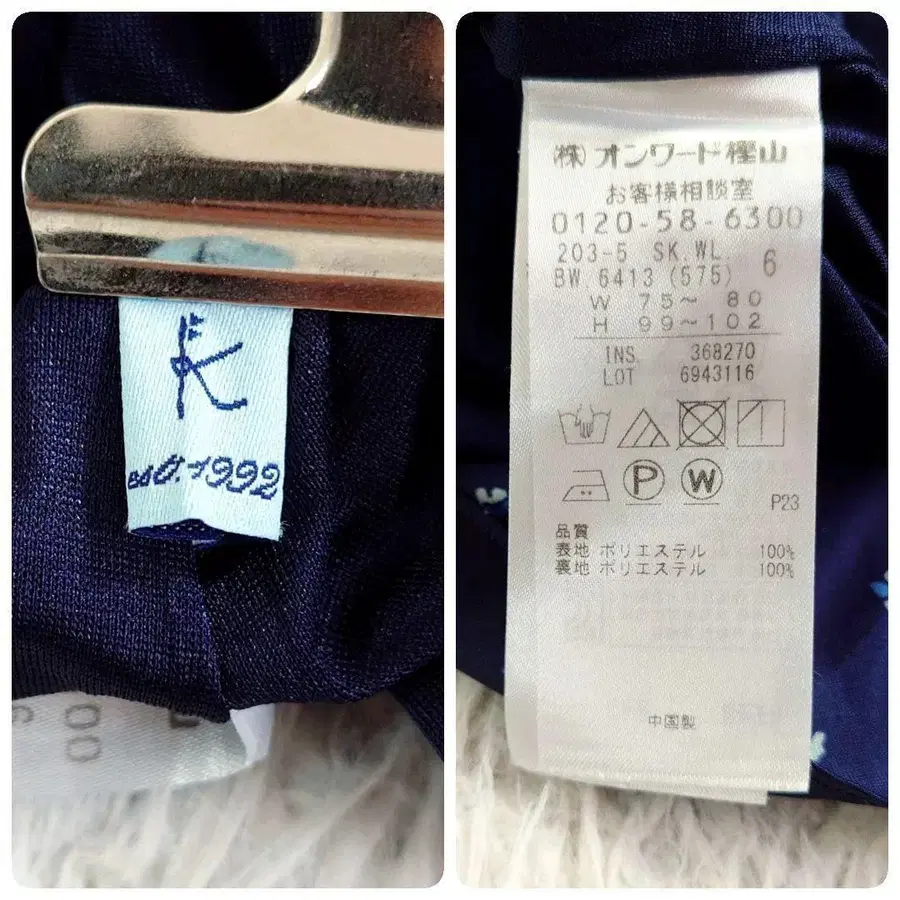 K
est.1992
00
(株)オンワード樫山
お客様相談室
0120-58-6300
203-5 SK.WL. 6
BW.6413(575)
W 75~ 80
H 99~102
INS. 368270
LOT 6943116
P
W
P23
品質
表地 ポリエステル 100%
裏地 ポリエステル 100%
中国製